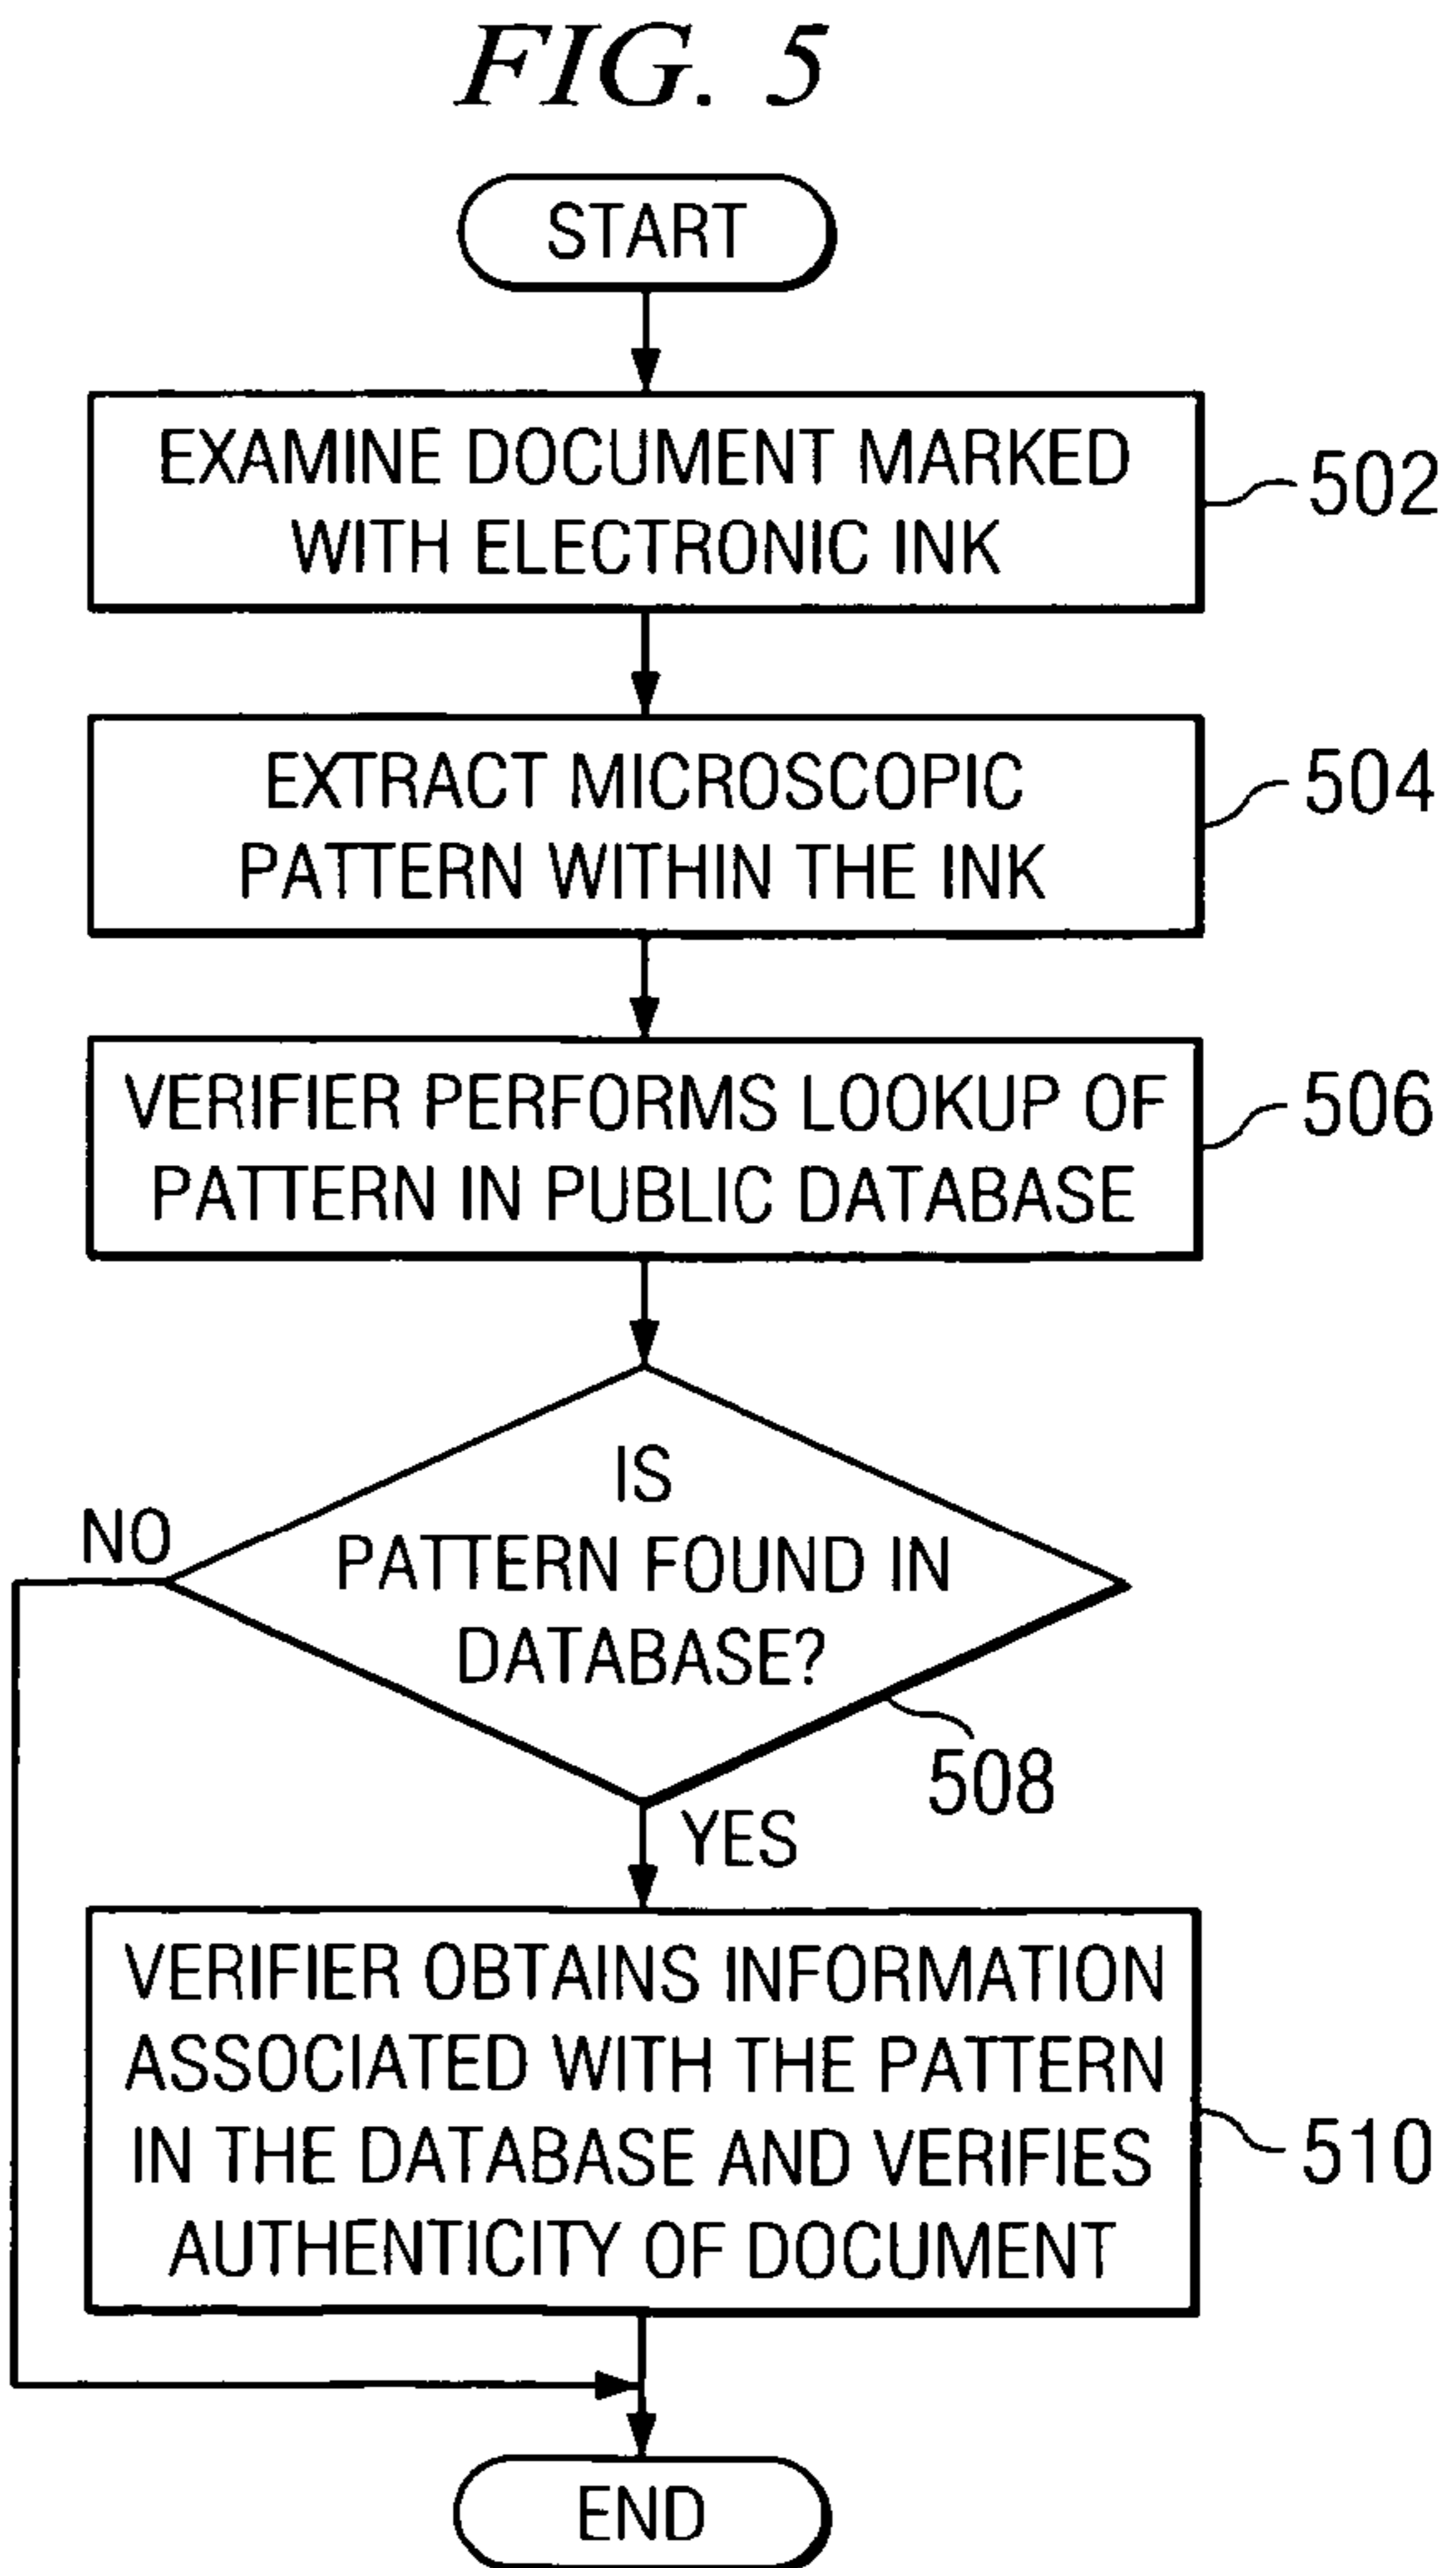 FIG. 5
START
EXAMINE DOCUMENT MARKED
WITH ELECTRONIC INK
502
EXTRACT MICROSCOPIC
PATTERN WITHIN THE INK
504
VERIFIER PERFORMS LOOKUP OF
PATTERN IN PUBLIC DATABASE
506
IS
PATTERN FOUND IN
DATABASE?
NO
508
YES
VERIFIER OBTAINS INFORMATION
ASSOCIATED WITH THE PATTERN
IN THE DATABASE AND VERIFIES
AUTHENTICITY OF DOCUMENT
510
END